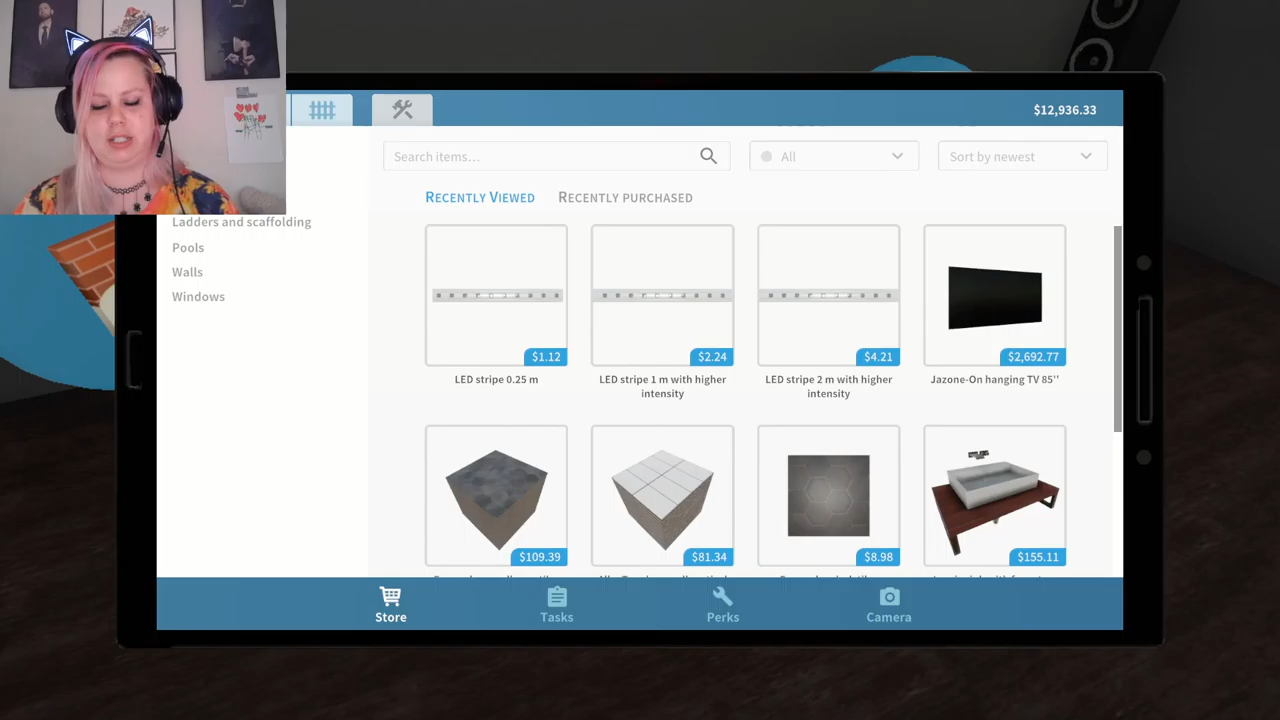 $12,936.33
Search items...
All
Sort by newest
RECENTLY VIEWED
RECENTLY PURCHASED
Ladders and scaffolding
Pools
Walls
Windows
$1.12
$2.24
$4.21
$2,692.77
LED stripe 0.25 m
LED stripe 1 m with higher
intensity
LED stripe 2 m with higher
intensity
Jazone-On hanging TV 85''
$109.39
$81.34
$8.98
$155.11
Store
Tasks
Perks
Camera